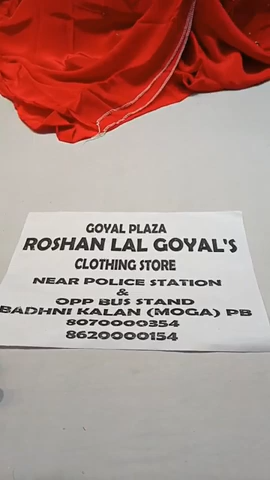 GOYAL PLAZA
ROSHAN LAL GOYAL'S
CLOTHING STORE
NEAR POLICE STATION
&
OPP BUS STAND
BADHNI KALAN (MOGA) PB
8070000354
8620000154